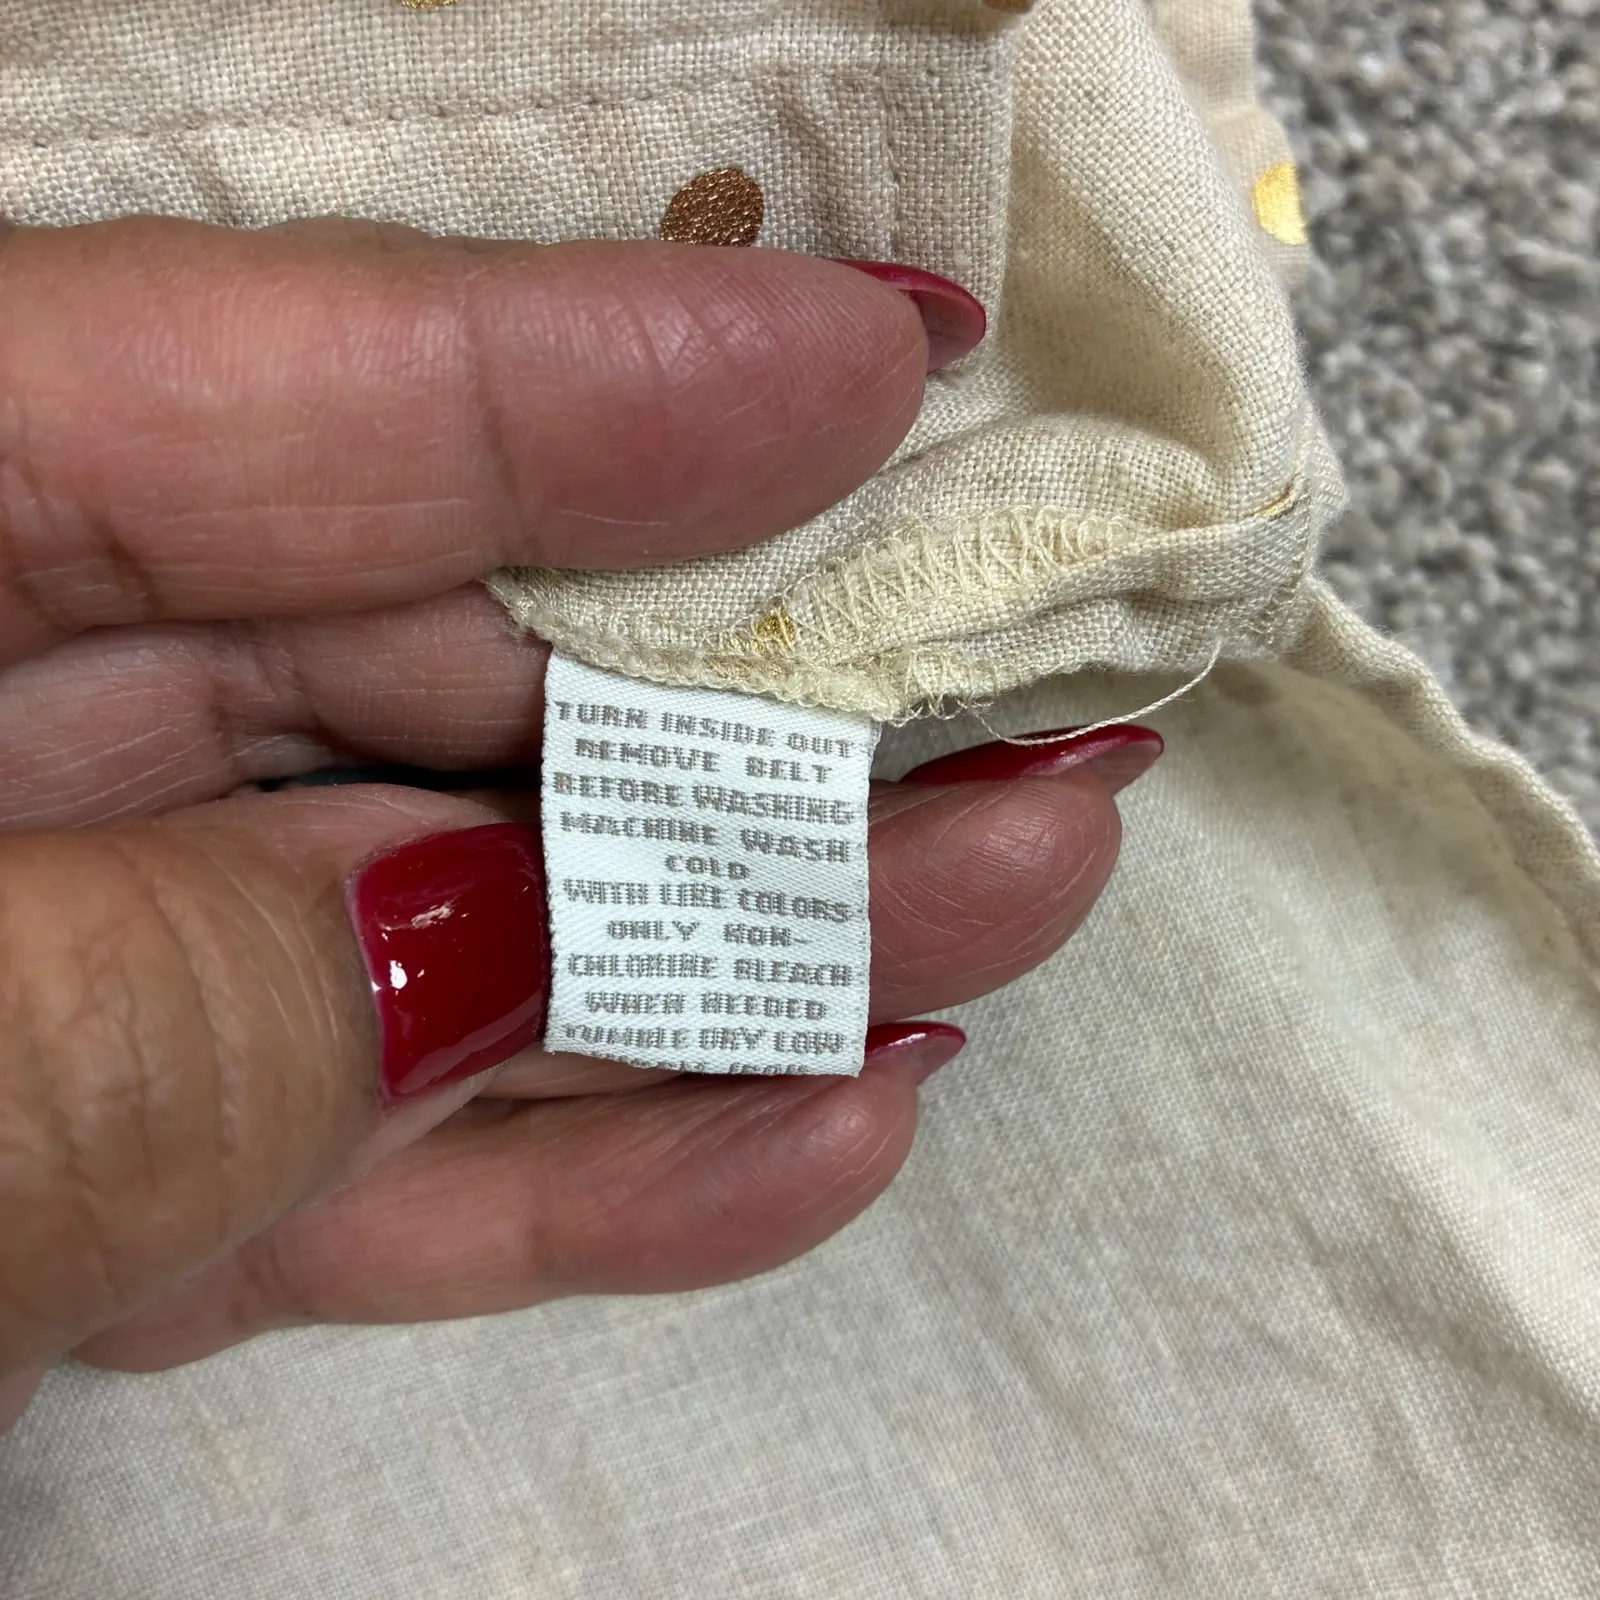 TURN INSIDE OUT
REMOVE BELT
BEFORE WASHING
MACHINE WASH
COLD
WITH LIKE COLORS
ONLY NON-
CHLORINE BLEACH
WHEN NEEDED
TUMBLE DRY LOW
IRON